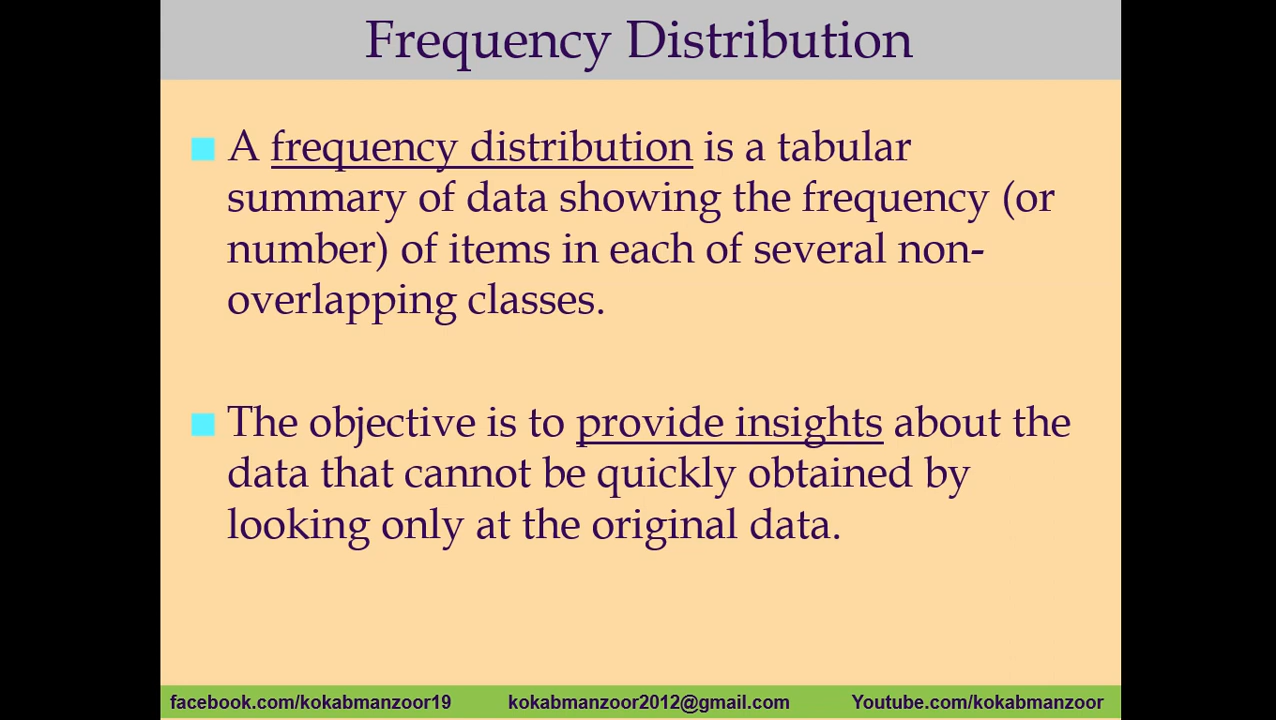 Frequency Distribution
A frequency distribution is a tabular
summary of data showing the frequency (or
number) of items in each of several non-
overlapping classes.
The objective is to provide insights about the
data that cannot be quickly obtained by
looking only at the original data.
facebook.com/kokabmanzoor19 kokabmanzoor2012@gmail.com Youtube.com/kokabmanzoor